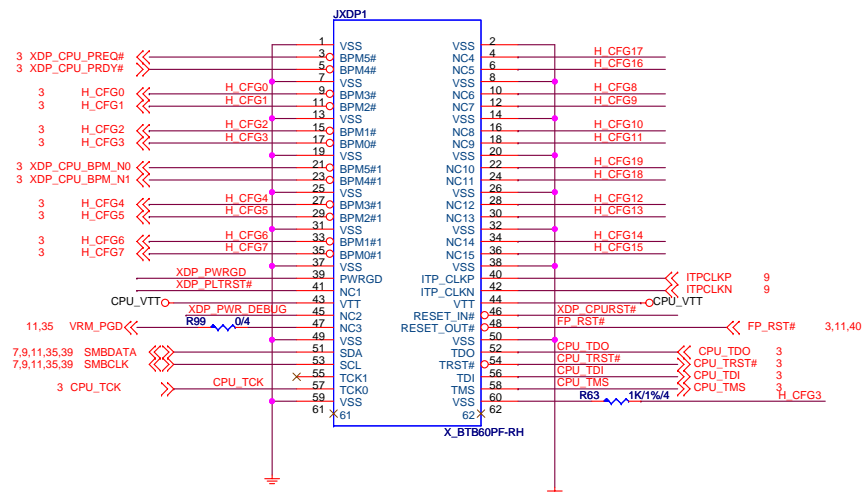 JXDP1
1 VSS VSS 2
3 XDP_CPU_PREQ# 3 BPM5# NC4 4 H_CFG17
3 XDP_CPU_PRDY# 5 BPM4# NC5 6 H_CFG16
7 VSS VSS 8
3 H_CFG0 H_CFG0 9 BPM3# NC6 10 H_CFG8
3 H_CFG1 H_CFG1 11 BPM2# NC7 12 H_CFG9
13 VSS VSS 14
3 H_CFG2 H_CFG2 15 BPM1# NC8 16 H_CFG10
3 H_CFG3 H_CFG3 17 BPM0# NC9 18 H_CFG11
19 VSS VSS 20
3 XDP_CPU_BPM_N0 21 BPM5#1 NC10 22 H_CFG19
3 XDP_CPU_BPM_N1 23 BPM4#1 NC11 24 H_CFG18
25 VSS VSS 26
3 H_CFG4 H_CFG4 27 BPM3#1 NC12 28 H_CFG12
3 H_CFG5 H_CFG5 29 BPM2#1 NC13 30 H_CFG13
31 VSS VSS 32
3 H_CFG6 H_CFG6 33 BPM1#1 NC14 34 H_CFG14
3 H_CFG7 H_CFG7 35 BPM0#1 NC15 36 H_CFG15
37 VSS VSS 38
XDP_PWRGD 39 PWRGD ITP_CLKP 40 ITPCLKP 9
XDP_PLTRST# 41 NC1 ITP_CLKN 42 ITPCLKN 9
CPU_VTT 43 VTT VTT 44 CPU_VTT
XDP_PWR_DEBUG 45 NC2 RESET_IN# 46 XDP_CPURST#
11,35 VRM_PGD R99 0/4 47 NC3 RESET_OUT# 48 FP_RST# FP_RST# 3,11,40
49 VSS VSS 50
7,9,11,35,39 SMBDATA 51 SDA TDO 52 CPU_TDO CPU_TDO 3
7,9,11,35,39 SMBCLK 53 SCL TRST# 54 CPU_TRST# CPU_TRST# 3
55 TCK1 TDI 56 CPU_TDI CPU_TDI 3
3 CPU_TCK CPU_TCK 57 TCK0 TMS 58 CPU_TMS CPU_TMS 3
59 VSS VSS 60 R63 1K/1%/4 H_CFG3
61 61 62 62
X_BTB60PF-RH